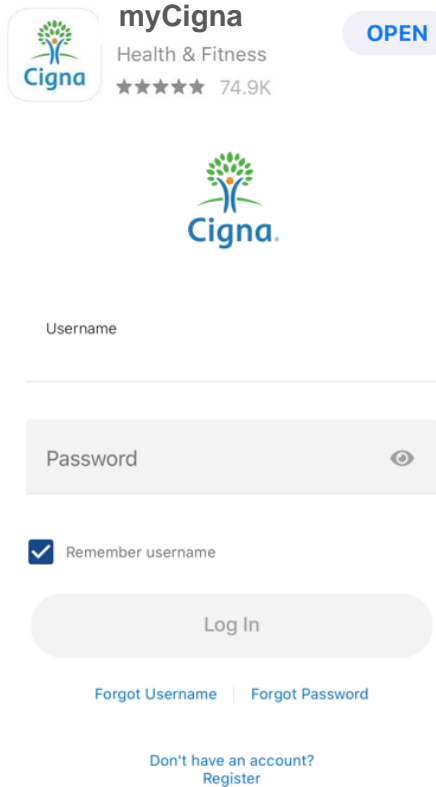 myCigna
OPEN
Cigna
Health & Fitness
74.9K
Cigna®
Username
Password
Remember username
Log In
Forgot Username
Forgot Password
Don't have an account?
Register